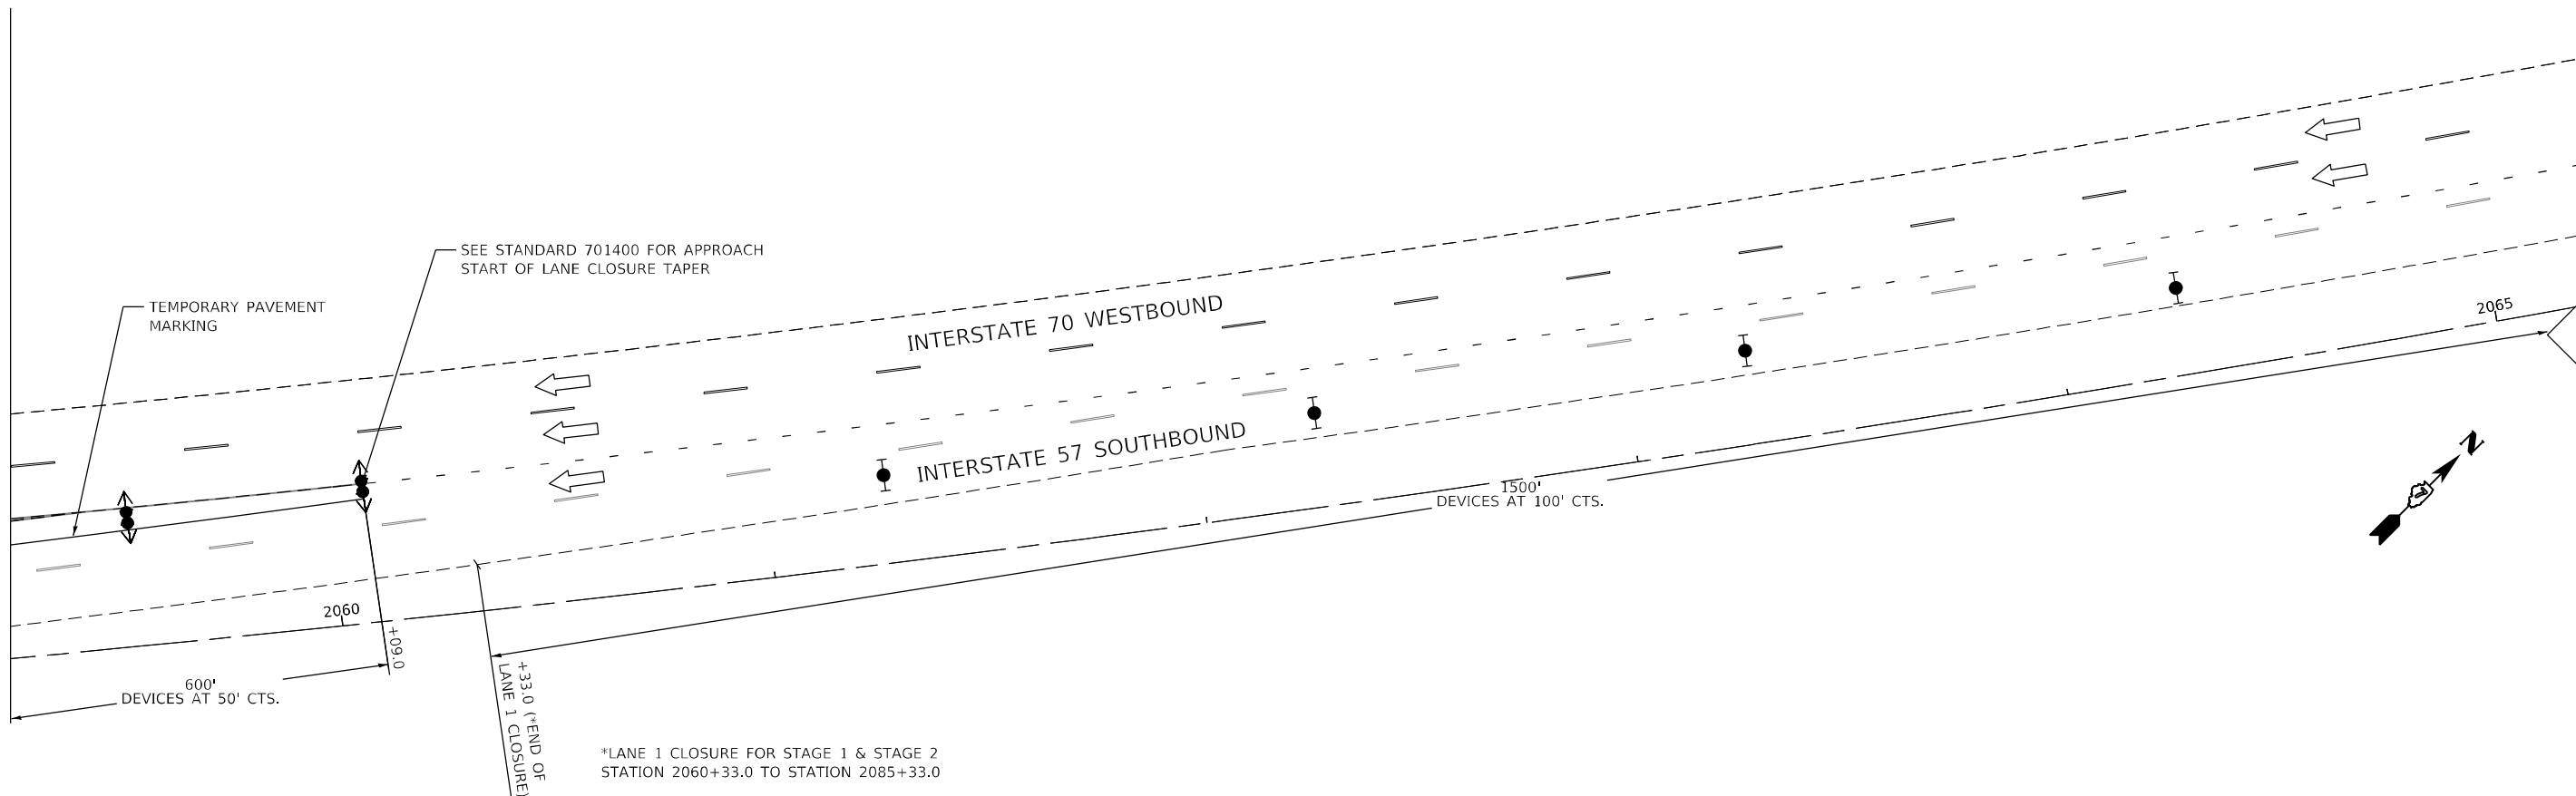 SEE STANDARD 701400 FOR APPROACH
START OF LANE CLOSURE TAPER
TEMPORARY PAVEMENT
MARKING
INTERSTATE 70 WESTBOUND
INTERSTATE 57 SOUTHBOUND
2065
N
1500'
DEVICES AT 100' CTS.
2060
+09.0
600'
DEVICES AT 50' CTS.
+33.0 (*END OF
LANE 1 CLOSURE)
*LANE 1 CLOSURE FOR STAGE 1 & STAGE 2
STATION 2060+33.0 TO STATION 2085+33.0